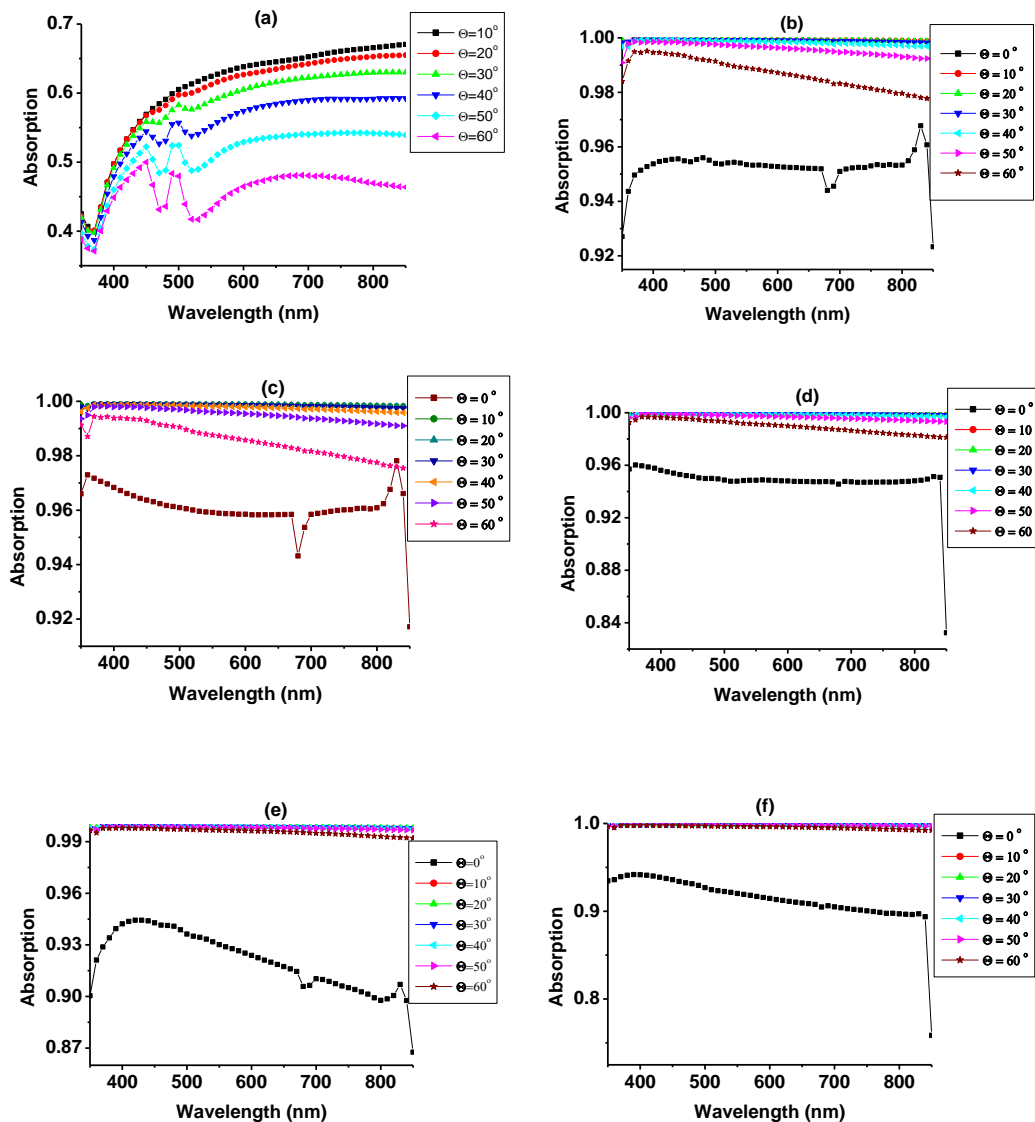 (a)
0.7
0.6
0.5
0.4
Absorption
400 500 600 700 800
Wavelength (nm)
Θ=10°
Θ=20°
Θ=30°
Θ=40°
Θ=50°
Θ=60°
(b)
1.00
0.98
0.96
0.94
0.92
Absorption
400 500 600 700 800
Wavelength (nm)
Θ = 0°
Θ = 10°
Θ = 20°
Θ = 30°
Θ = 40°
Θ = 50°
Θ = 60°
(c)
1.00
0.98
0.96
0.94
0.92
Absorption
400 500 600 700 800
Wavelength (nm)
Θ = 0°
Θ = 10°
Θ = 20°
Θ = 30°
Θ = 40°
Θ = 50°
Θ = 60°
(d)
1.00
0.96
0.92
0.88
0.84
Absorption
400 500 600 700 800
Wavelength (nm)
Θ = 0°
Θ = 10
Θ = 20
Θ = 30
Θ = 40
Θ = 50
Θ = 60
(e)
0.99
0.96
0.93
0.90
0.87
Absorption
400 500 600 700 800
Wavelength (nm)
Θ=0°
Θ=10°
Θ=20°
Θ=30°
Θ=40°
Θ=50°
Θ=60°
(f)
1.0
0.9
0.8
Absorption
400 500 600 700 800
Wavelength (nm)
Θ = 0°
Θ = 10°
Θ = 20°
Θ = 30°
Θ = 40°
Θ = 50°
Θ = 60°